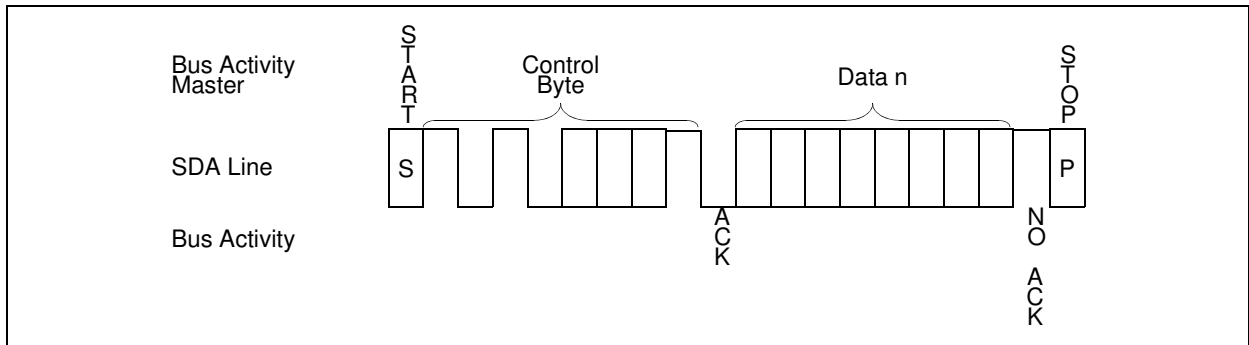 Bus Activity
Master
START
Control
Byte
Data n
STOP
SDA Line
S
P
Bus Activity
ACK
NO ACK